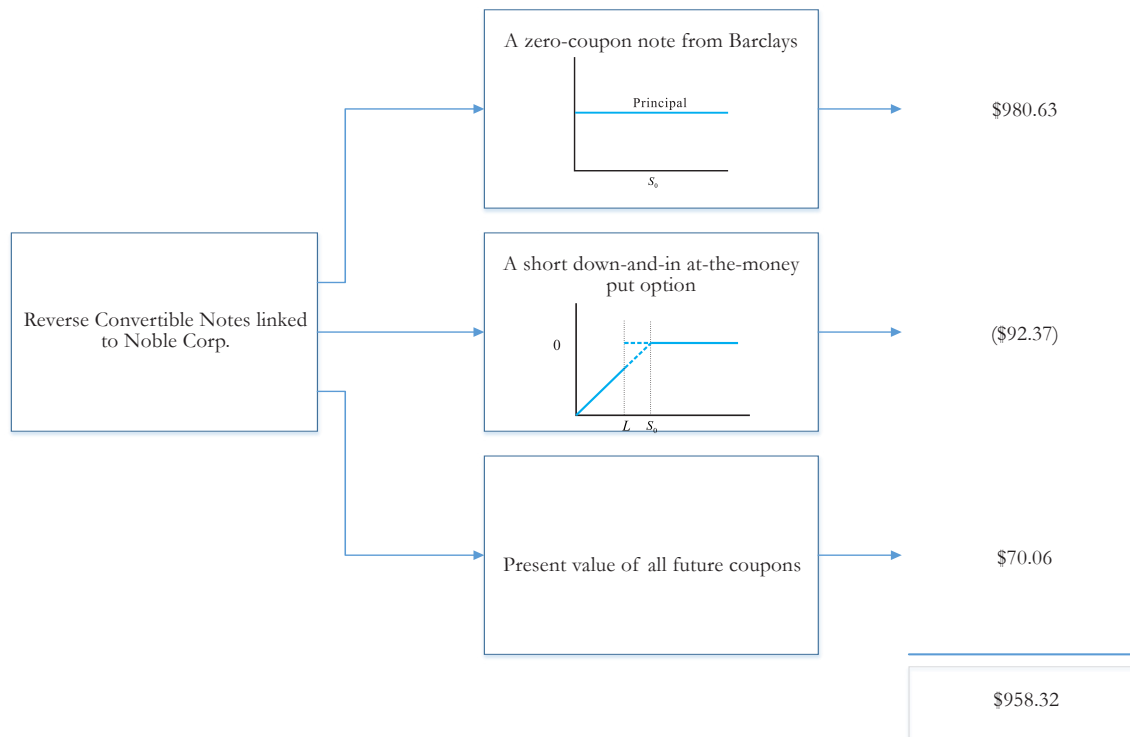 A zero-coupon note from Barclays
Principal
S₀
$980.63
Reverse Convertible Notes linked
to Noble Corp.
A short down-and-in at-the-money
put option
0
L S₀
($92.37)
Present value of all future coupons
$70.06
$958.32